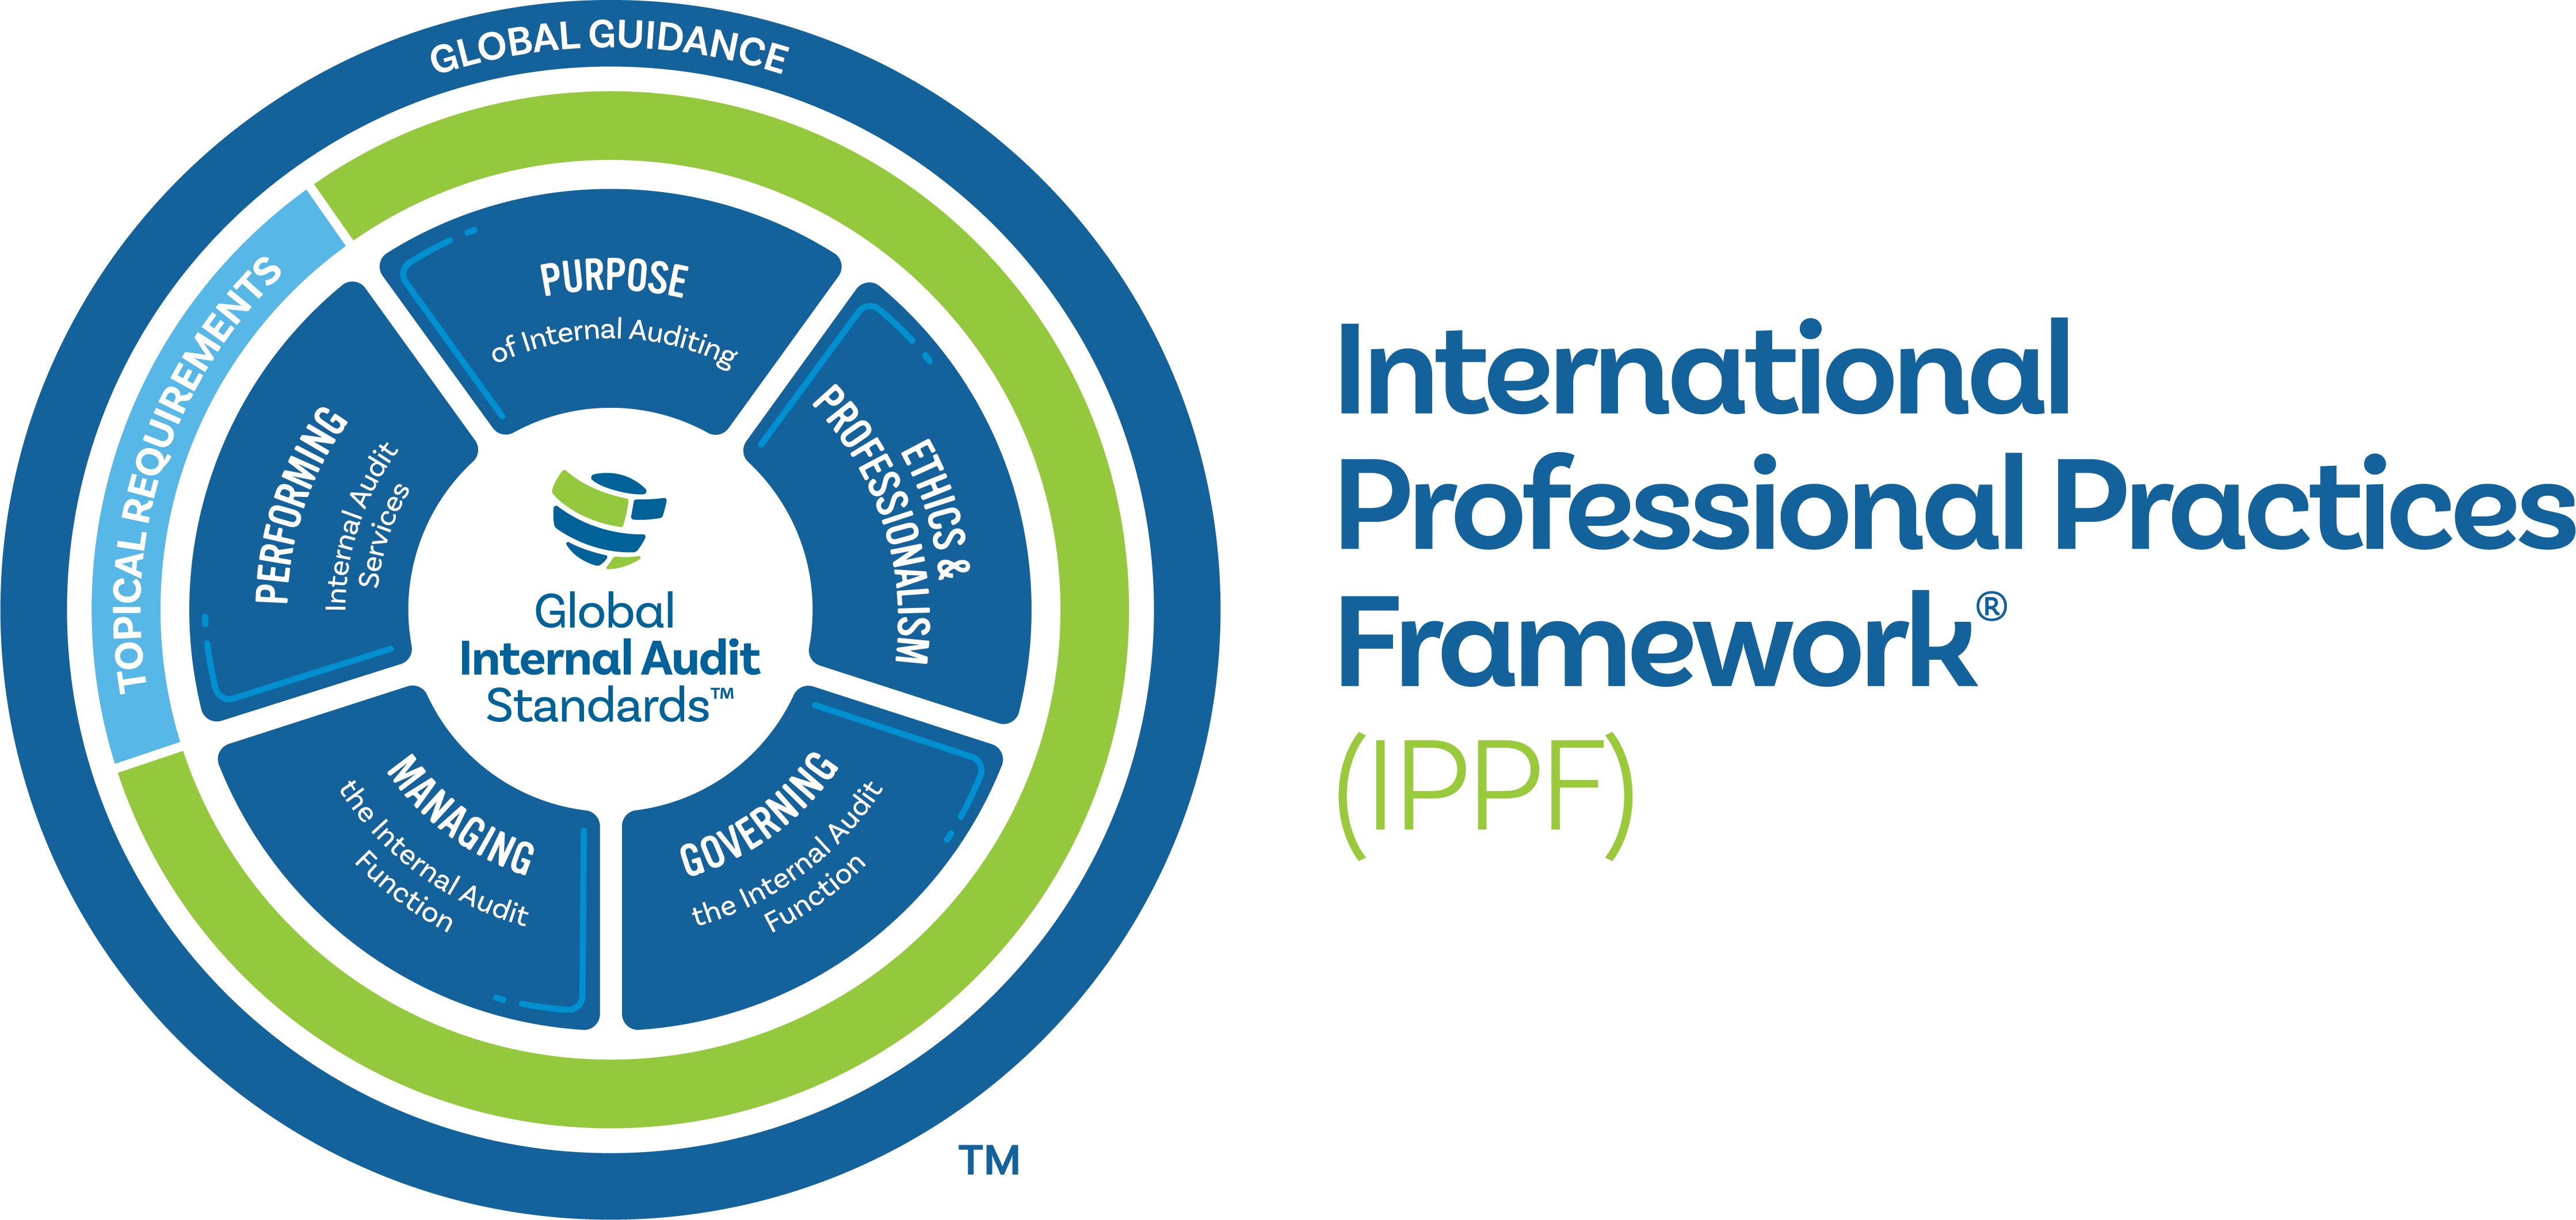 GLOBAL GUIDANCE
TOPICAL REQUIREMENTS
PURPOSE
of Internal Auditing
ETHICS &
PROFESSIONALISM
GOVERNING
the Internal Audit
Function
MANAGING
the Internal Audit
Function
PERFORMING
Internal Audit
Services
Global
Internal Audit
Standards™
TM
International
Professional Practices
Framework®
(IPPF)